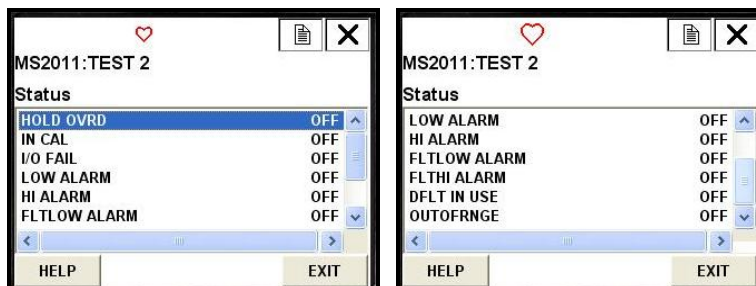 MS2011:TEST 2
Status
HOLD OVRD OFF
IN CAL OFF
I/O FAIL OFF
LOW ALARM OFF
HI ALARM OFF
FLTLOW ALARM OFF
HELP EXIT
MS2011:TEST 2
Status
LOW ALARM OFF
HI ALARM OFF
FLTLOW ALARM OFF
FLTHI ALARM OFF
DFLT IN USE OFF
OUTOFRNGE OFF
HELP EXIT